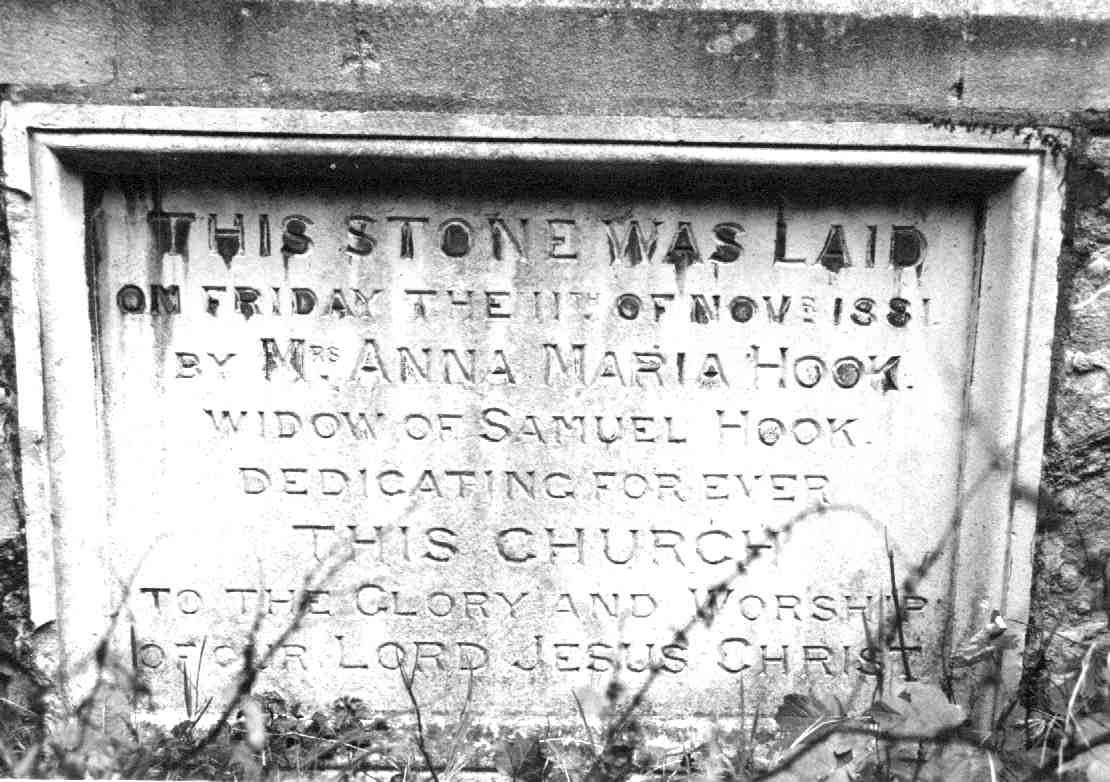 THIS STONE WAS LAID
ON FRIDAY THE 11TH OF NOVR 1881.
BY MRS ANNA MARIA HOOK.
WIDOW OF SAMUEL HOOK.
DEDICATING FOR EVER
THIS CHURCH
TO THE GLORY AND WORSHIP
OF OUR LORD JESUS CHRIST